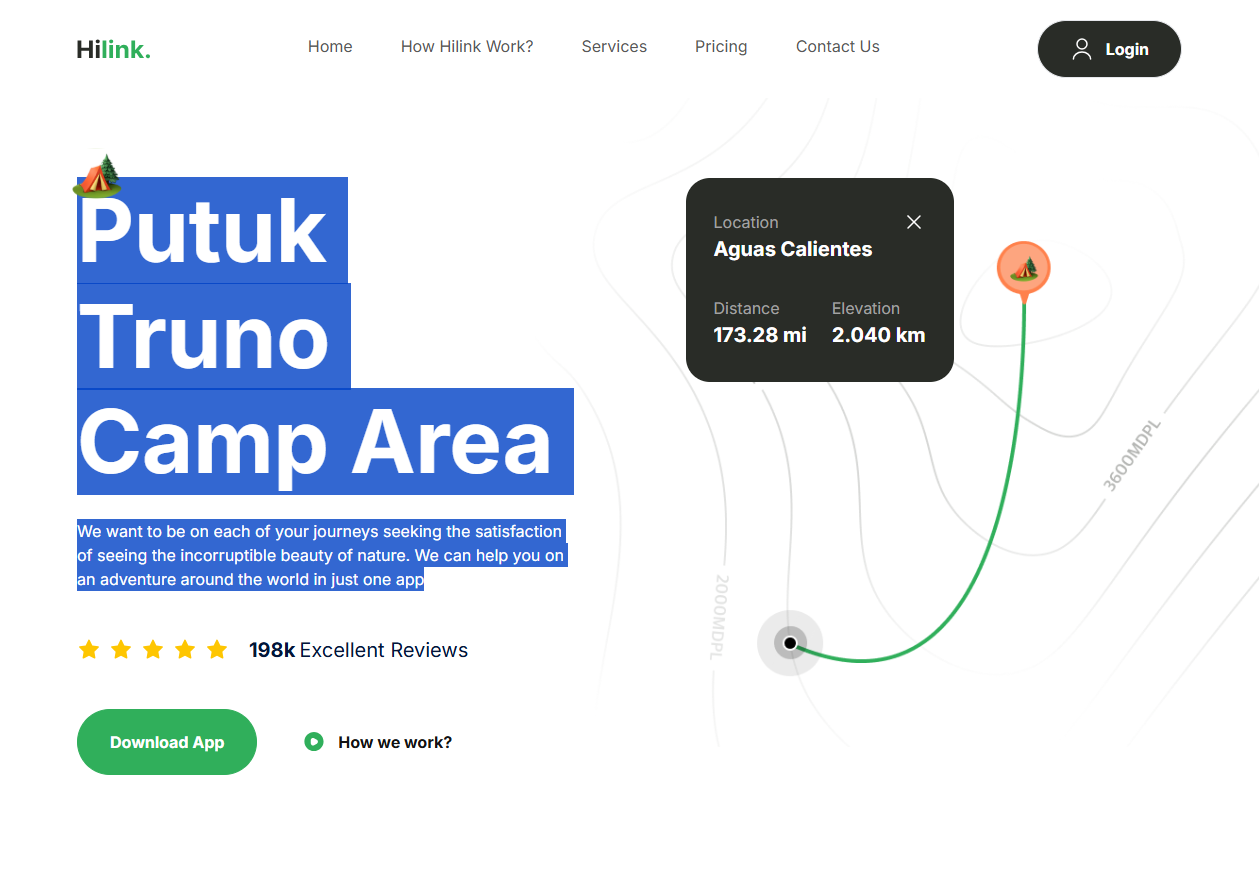 Hilink.
Home
How Hilink Work?
Services
Pricing
Contact Us
Login
Putuk
Truno
Camp Area
We want to be on each of your journeys seeking the satisfaction
of seeing the incorruptible beauty of nature. We can help you on
an adventure around the world in just one app
198k Excellent Reviews
Download App
How we work?
Location
Aguas Calientes
Distance
Elevation
173.28 mi
2.040 km
3600MDPL
2000MDPL